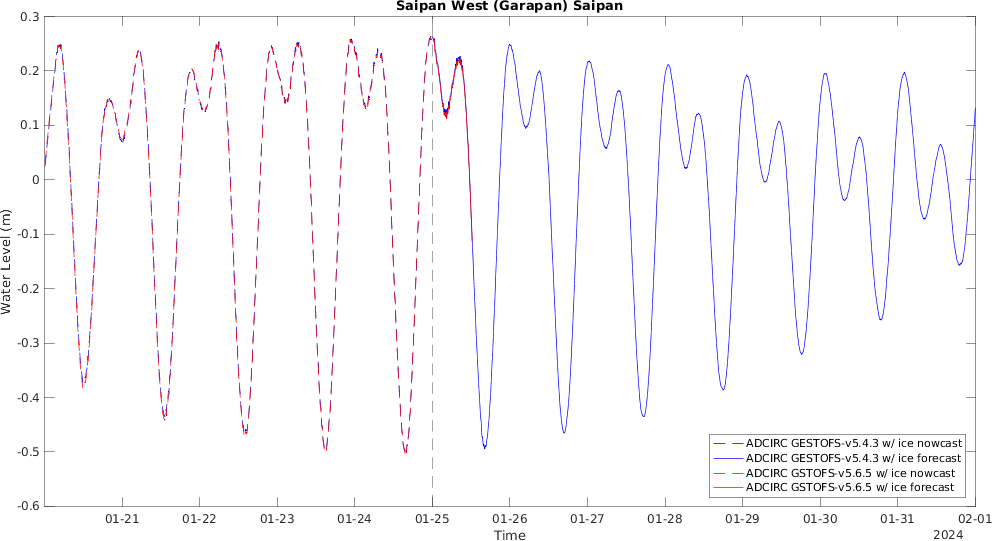 Saipan West (Garapan) Saipan
0.3
0.2
0.1
0
-0.1
-0.2
-0.3
-0.4
-0.5
-0.6
Water Level (m)
ADCIRC GESTOFS-v5.4.3 w/ ice nowcast
ADCIRC GESTOFS-v5.4.3 w/ ice forecast
ADCIRC GSTOFS-v5.6.5 w/ ice nowcast
ADCIRC GSTOFS-v5.6.5 w/ ice forecast
01-21 01-22 01-23 01-24 01-25 01-26 01-27 01-28 01-29 01-30 01-31 02-01
Time
2024